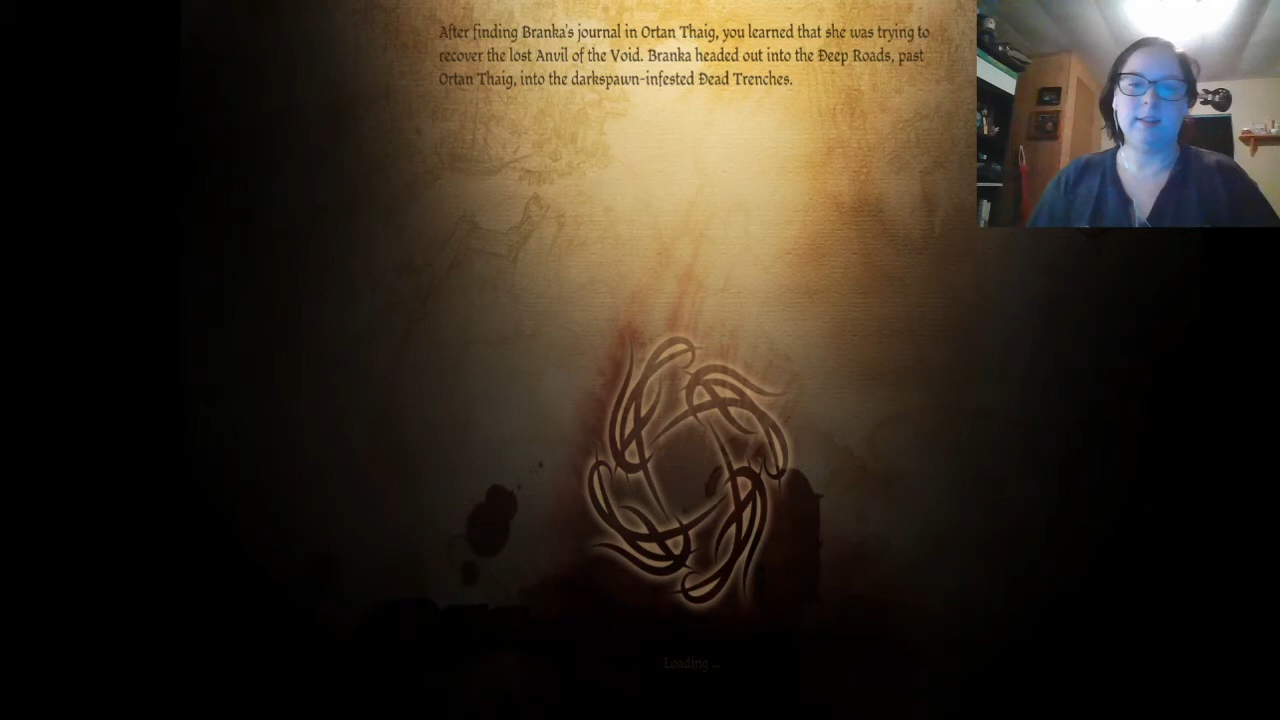 After finding Branka's journal in Ortan Thaig, you learned that she was trying to
recover the lost Anvil of the Void. Branka headed out into the Deep Roads, past
Ortan Thaig, into the darkspawn-infested Dead Trenches.
Loading ...